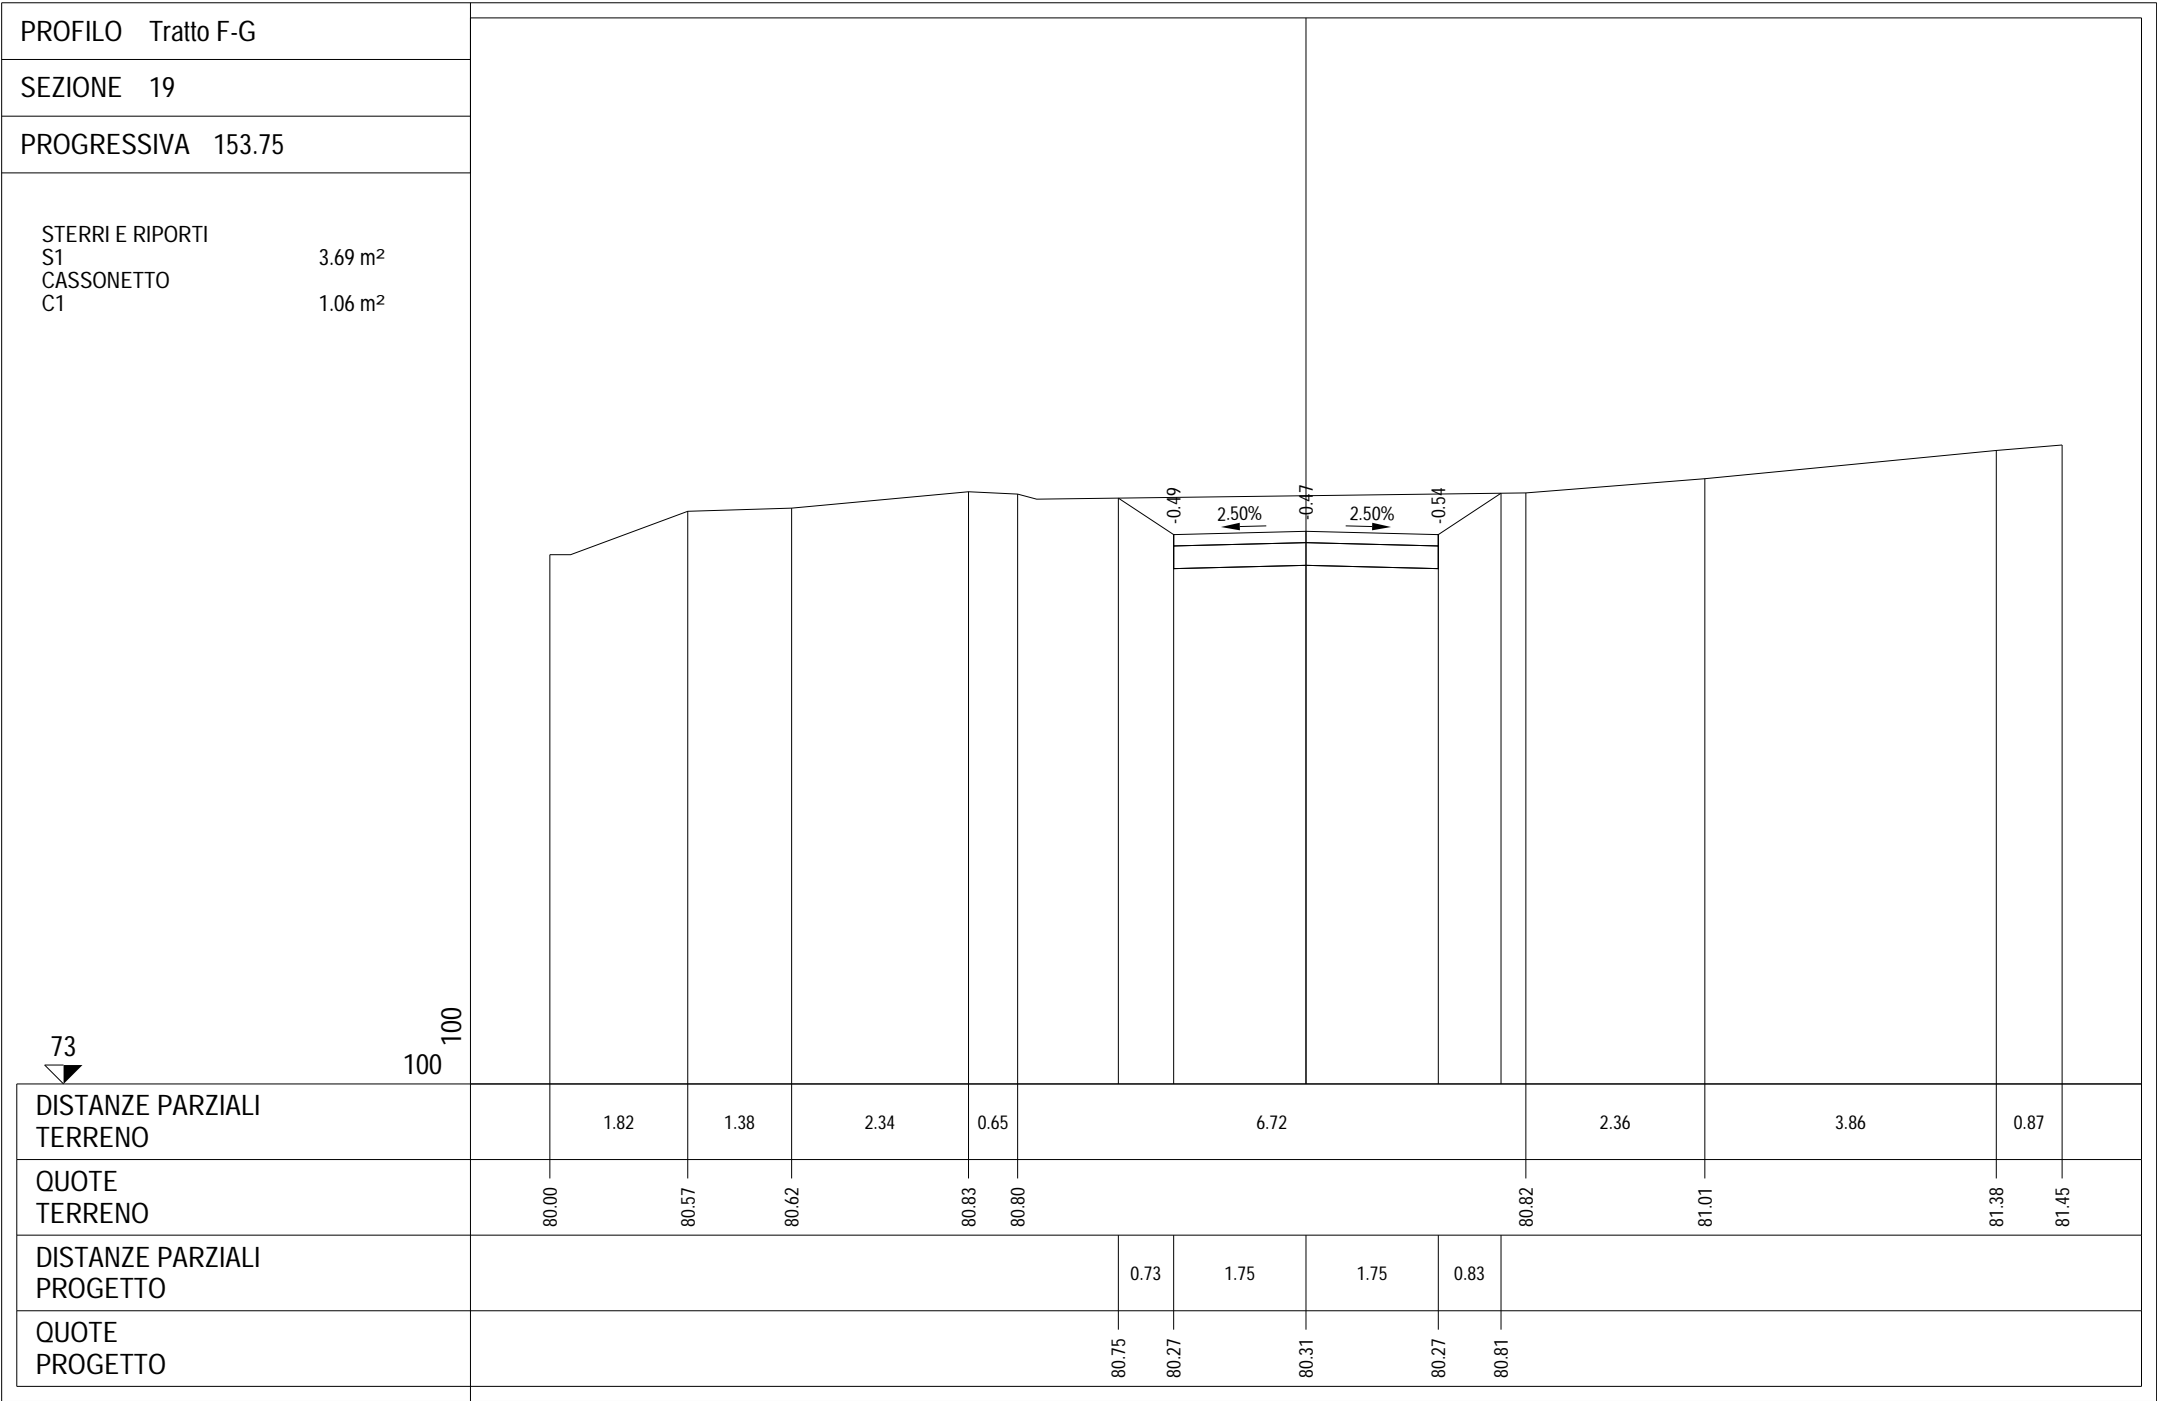 PROFILO Tratto F-G
SEZIONE 19
PROGRESSIVA 153.75
STERRI E RIPORTI
S1 3.69 m²
CASSONETTO
C1 1.06 m²
-0.49 -0.47 -0.54
2.50% 2.50%
100
73
100
DISTANZE PARZIALI
TERRENO
1.82 1.38 2.34 0.65 6.72 2.36 3.86 0.87
QUOTE
TERRENO
80.00 80.57 80.62 80.83 80.80 80.82 81.01 81.38 81.45
DISTANZE PARZIALI
PROGETTO
0.73 1.75 1.75 0.83
QUOTE
PROGETTO
80.75 80.27 80.31 80.27 80.81